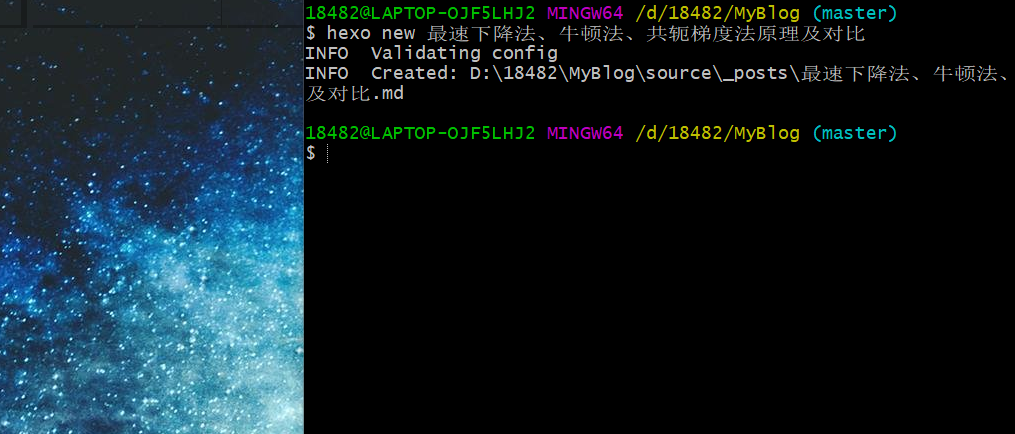 18482@LAPTOP-OJF5LHJ2 MINGW64 /d/18482/MyBlog (master)
$ hexo new 最速下降法、牛顿法、共轭梯度法原理及对比
INFO  Validating config
INFO  Created: D:\18482\MyBlog\source\_posts\最速下降法、牛顿法、
及对比.md
18482@LAPTOP-OJF5LHJ2 MINGW64 /d/18482/MyBlog (master)
$